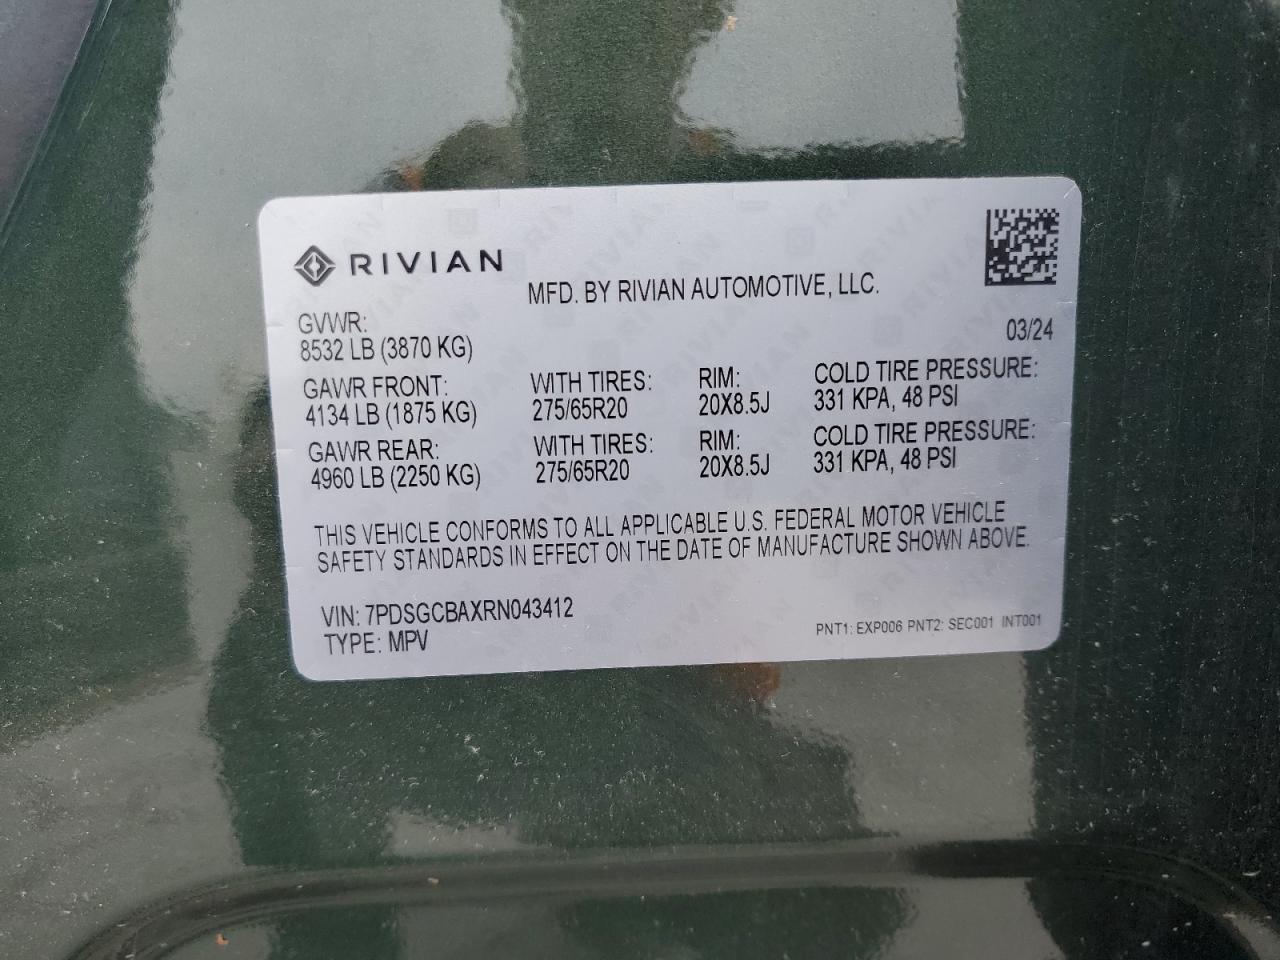 RIVIAN
MFD. BY RIVIAN AUTOMOTIVE, LLC.
GVWR:
8532 LB (3870 KG)
03/24
GAWR FRONT: WITH TIRES: RIM: COLD TIRE PRESSURE:
4134 LB (1875 KG) 275/65R20 20X8.5J 331 KPA, 48 PSI
GAWR REAR: WITH TIRES: RIM: COLD TIRE PRESSURE:
4960 LB (2250 KG) 275/65R20 20X8.5J 331 KPA, 48 PSI
THIS VEHICLE CONFORMS TO ALL APPLICABLE U.S. FEDERAL MOTOR VEHICLE
SAFETY STANDARDS IN EFFECT ON THE DATE OF MANUFACTURE SHOWN ABOVE.
VIN: 7PDSGCBAXRN043412
TYPE: MPV
PNT1: EXP006 PNT2: SEC001 INT001